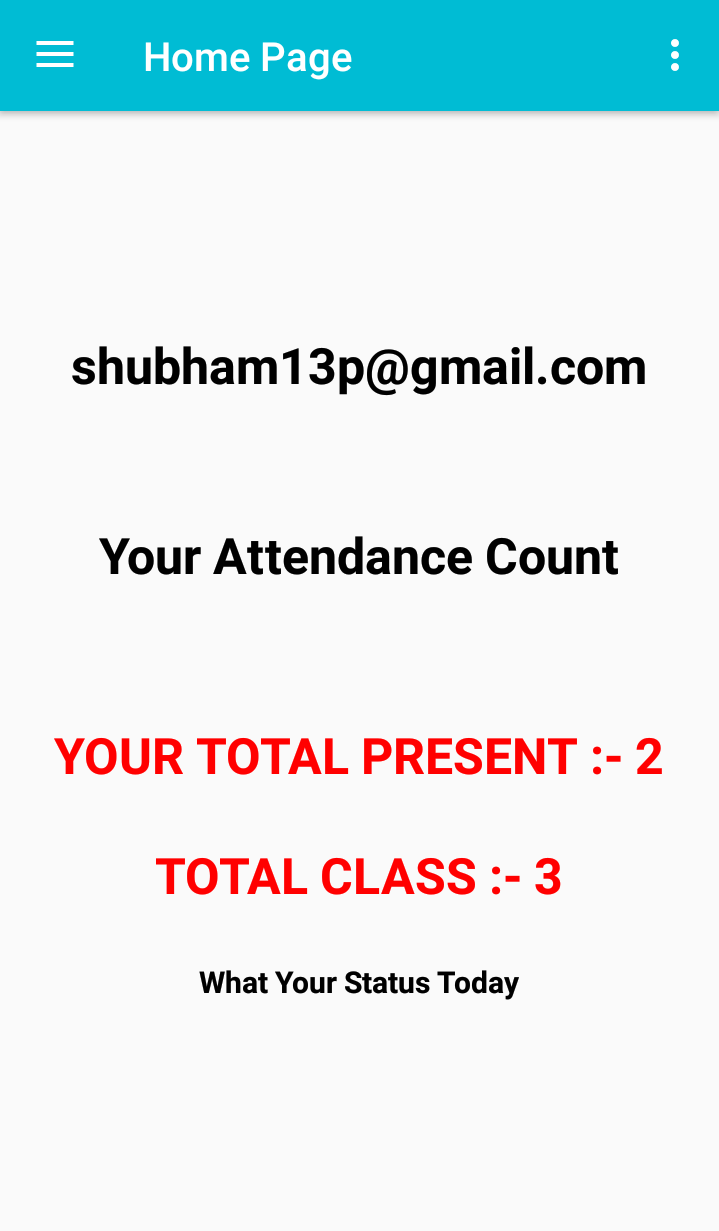 Home Page
shubham13p@gmail.com
Your Attendance Count
YOUR TOTAL PRESENT :- 2
TOTAL CLASS :- 3
What Your Status Today